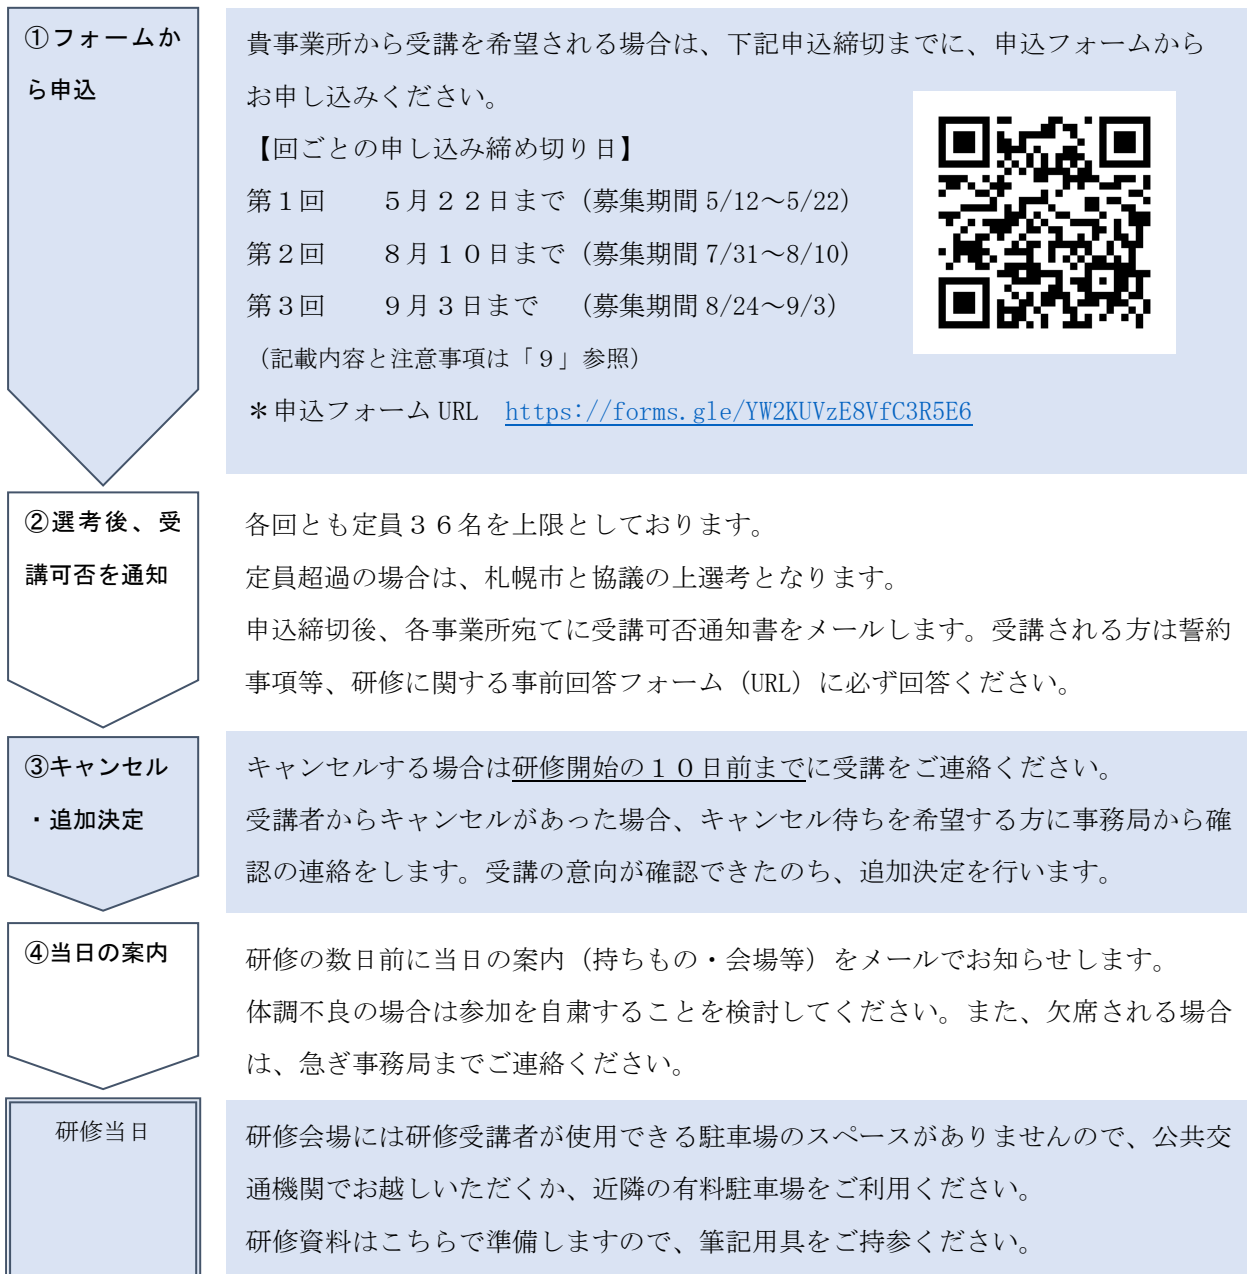 ①フォームか
ら申込
貴事業所から受講を希望される場合は、下記申込締切までに、申込フォームから
お申し込みください。
【回ごとの申し込み締め切り日】
第１回　　５月２２日まで（募集期間 5/12～5/22）
第２回　　８月１０日まで（募集期間 7/31～8/10）
第３回　　９月３日まで　（募集期間 8/24～9/3）
（記載内容と注意事項は「９」参照）
＊申込フォーム URL　https://forms.gle/YW2KUVzE8VfC3R5E6
②選考後、受
講可否を通知
各回とも定員３６名を上限としております。
定員超過の場合は、札幌市と協議の上選考となります。
申込締切後、各事業所宛てに受講可否通知書をメールします。受講される方は誓約
事項等、研修に関する事前回答フォーム（URL）に必ず回答ください。
③キャンセル
・追加決定
キャンセルする場合は研修開始の１０日前までに受講をご連絡ください。
受講者からキャンセルがあった場合、キャンセル待ちを希望する方に事務局から確
認の連絡をします。受講の意向が確認できたのち、追加決定を行います。
④当日の案内
研修の数日前に当日の案内（持ちもの・会場等）をメールでお知らせします。
体調不良の場合は参加を自粛することを検討してください。また、欠席される場合
は、急ぎ事務局までご連絡ください。
研修当日
研修会場には研修受講者が使用できる駐車場のスペースがありませんので、公共交
通機関でお越しいただくか、近隣の有料駐車場をご利用ください。
研修資料はこちらで準備しますので、筆記用具をご持参ください。